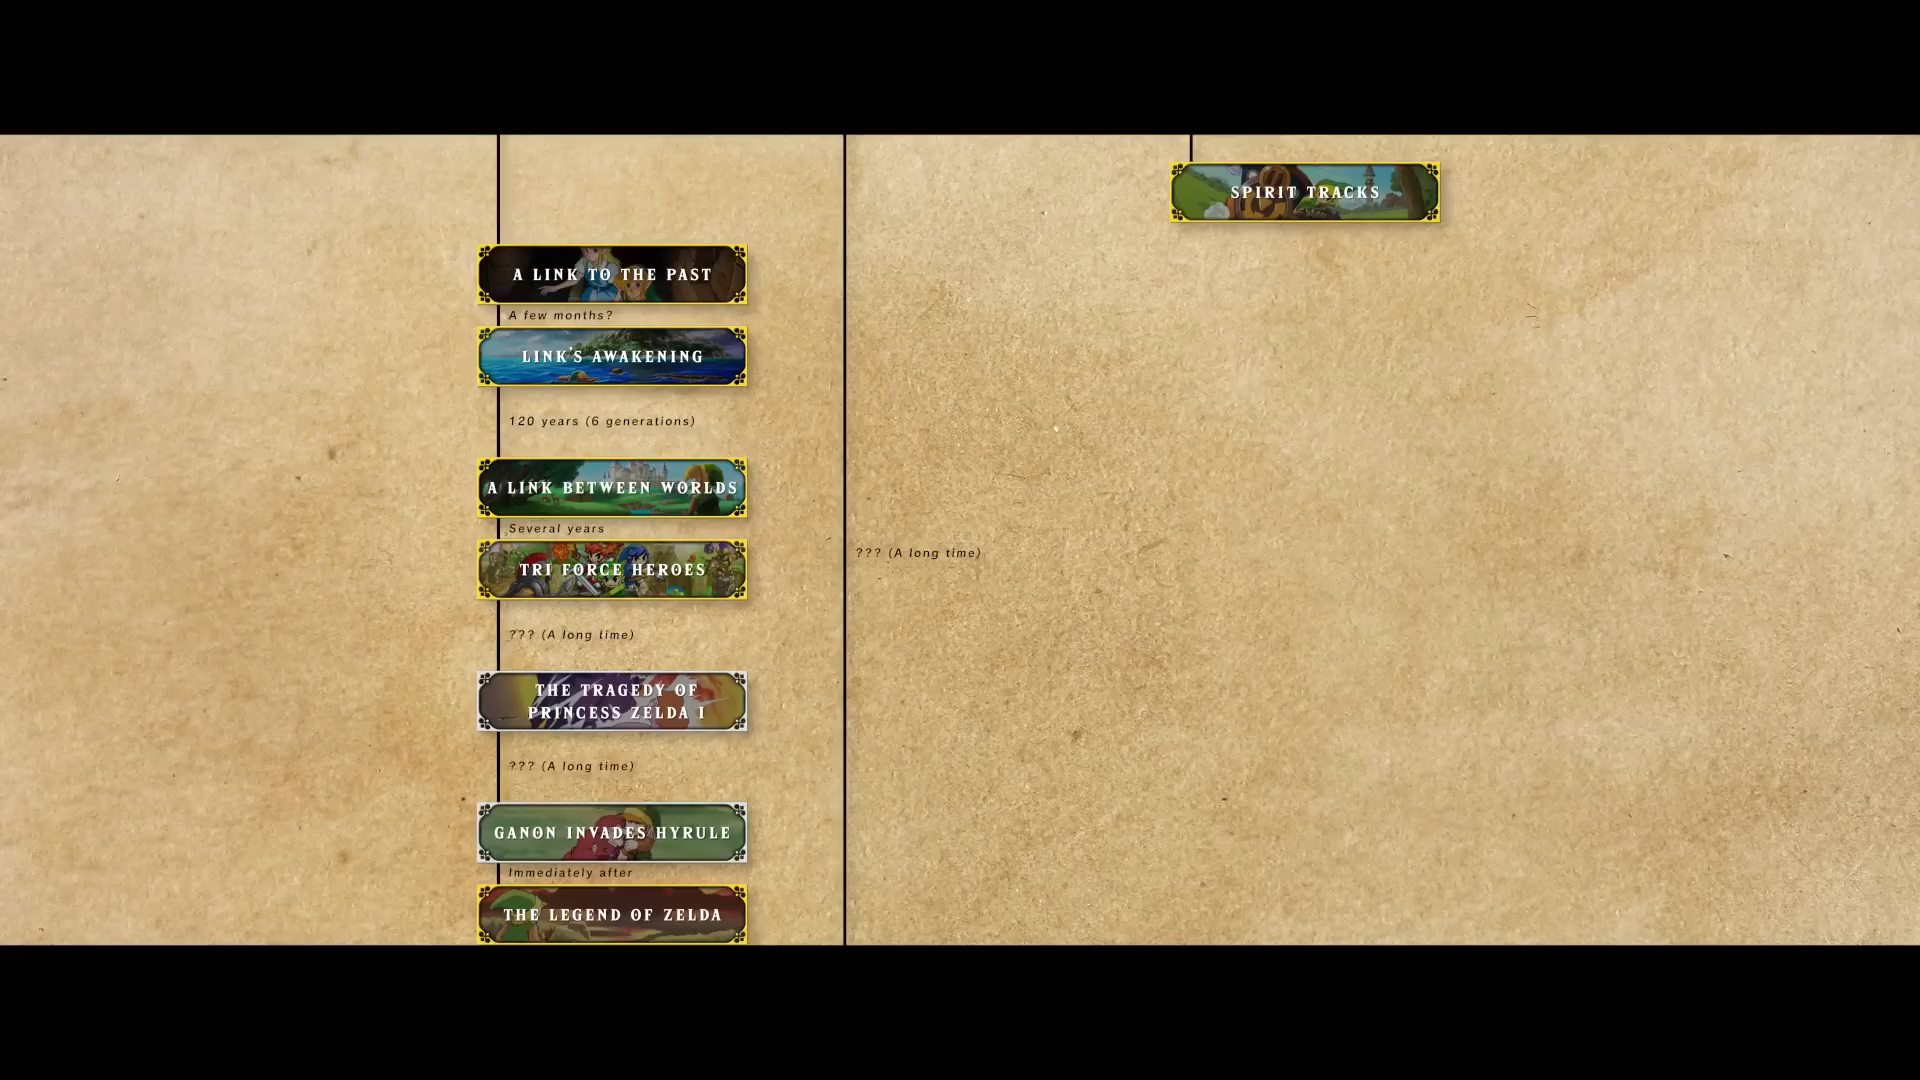 SPIRIT TRACKS
A LINK TO THE PAST
A few months?
LINK'S AWAKENING
120 years (6 generations)
A LINK BETWEEN WORLDS
Several years
TRI FORCE HEROES
??? (A long time)
??? (A long time)
THE TRAGEDY OF
PRINCESS ZELDA I
??? (A long time)
GANON INVADES HYRULE
Immediately after
THE LEGEND OF ZELDA